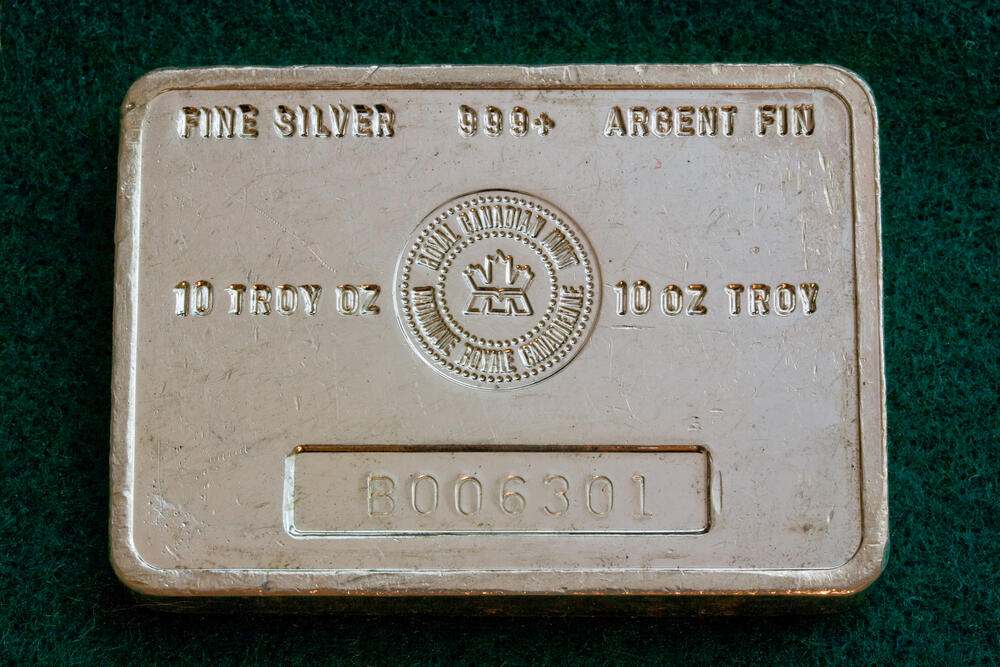 FINE SILVER 999+ ARGENT FIN
ROYAL CANADIAN MINT
10 TROY OZ 10 OZ TROY
MONNAIE ROYALE CANADIENNE
B006301